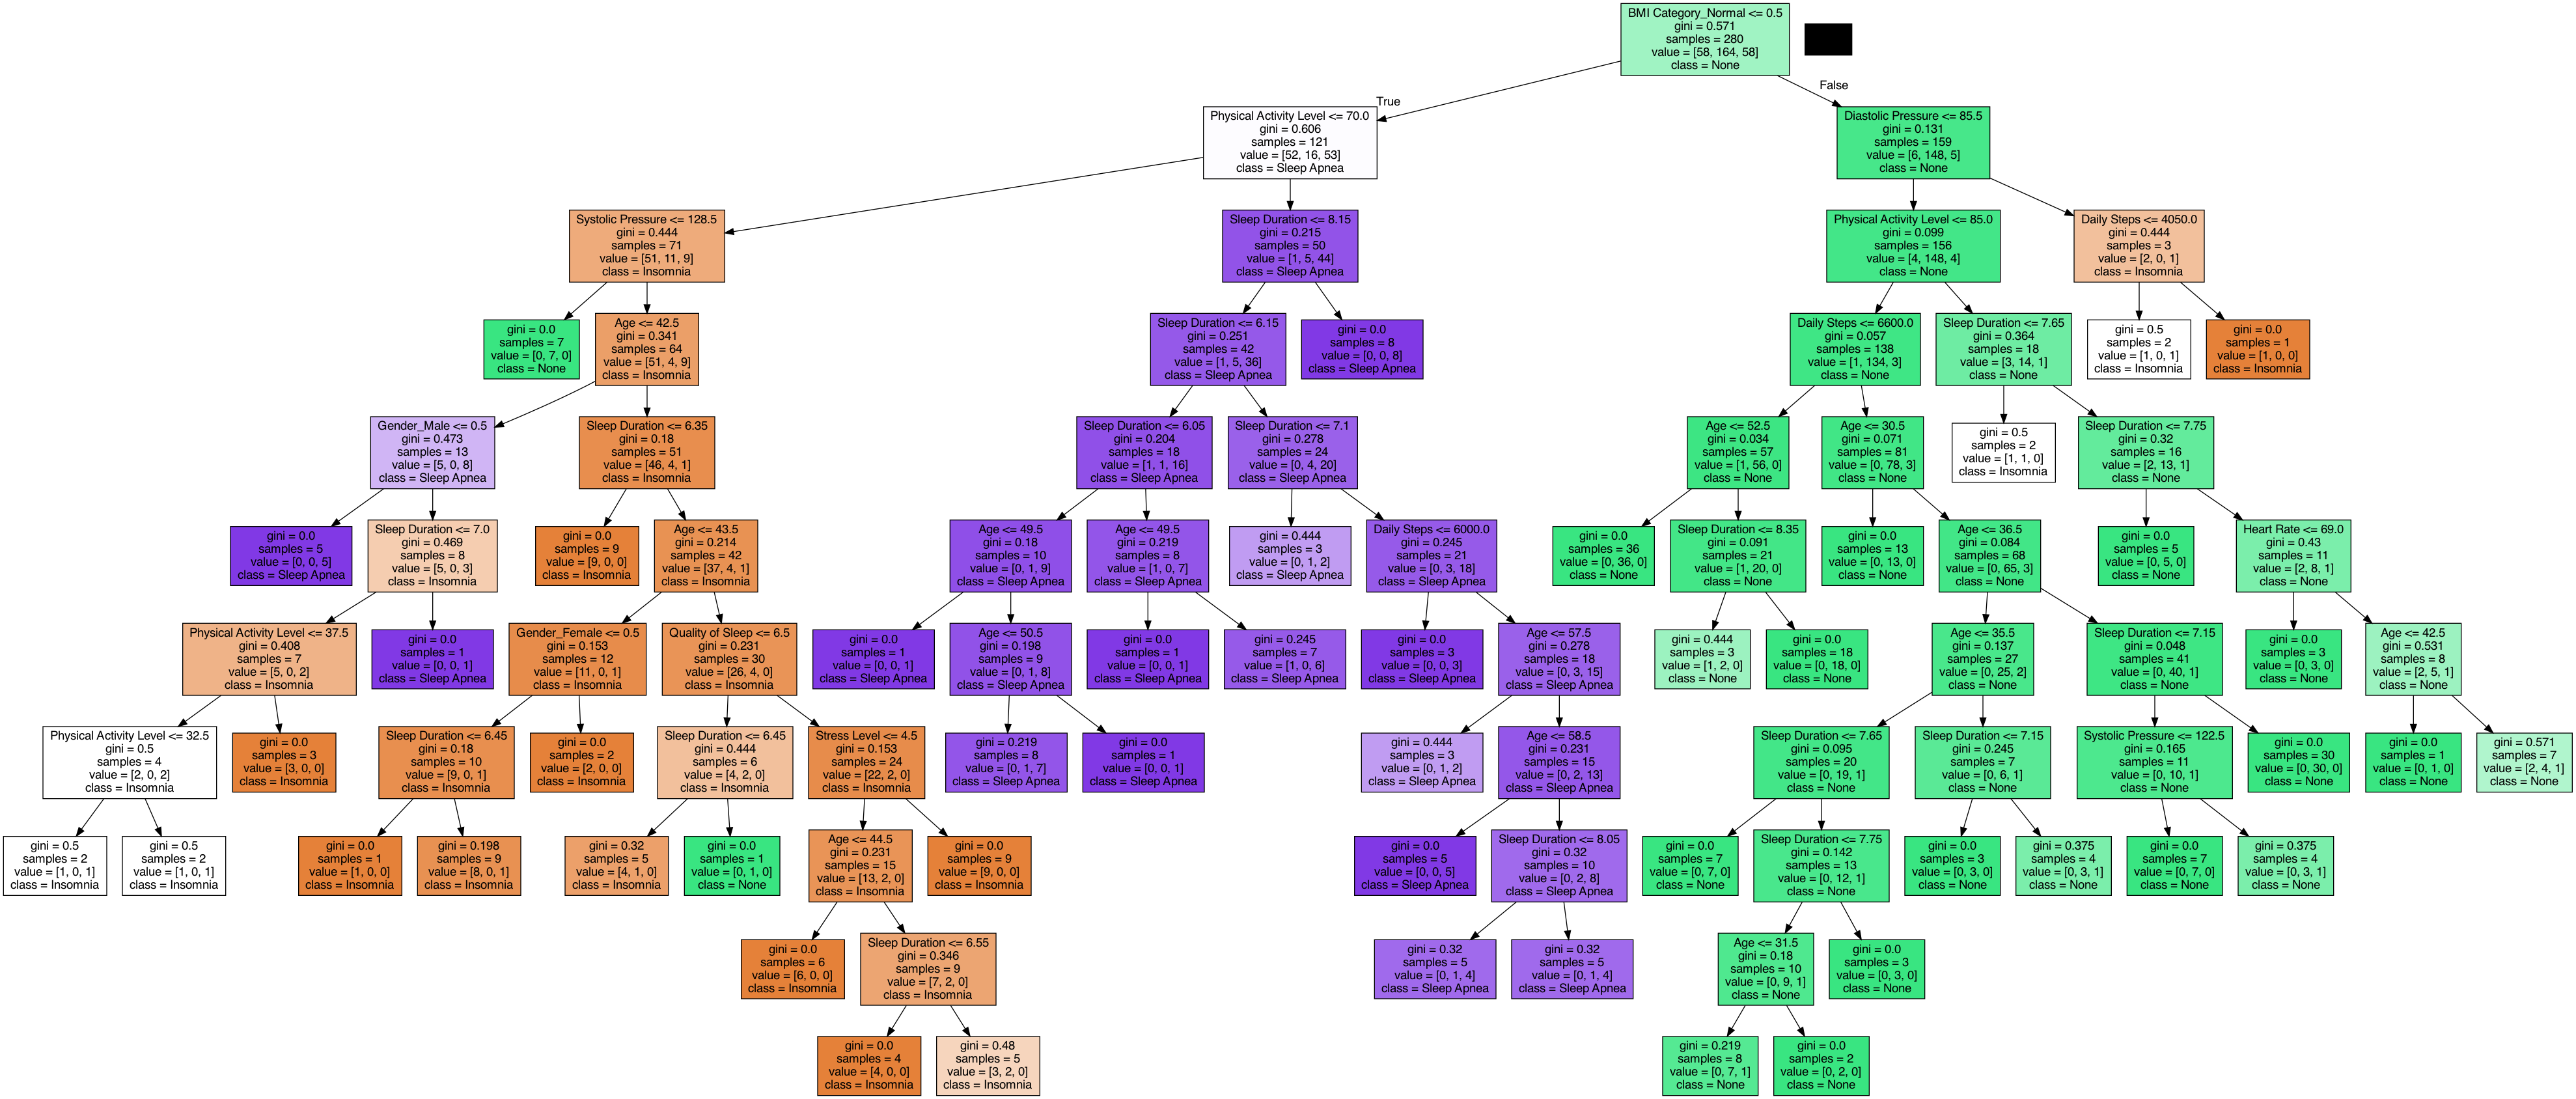 BMI Category_Normal <= 0.5
gini = 0.571
samples = 280
value = [58, 164, 58]
class = None
True
False
Physical Activity Level <= 70.0
gini = 0.606
samples = 121
value = [52, 16, 53]
class = Sleep Apnea
Diastolic Pressure <= 85.5
gini = 0.131
samples = 159
value = [6, 148, 5]
class = None
Systolic Pressure <= 128.5
gini = 0.444
samples = 71
value = [51, 11, 9]
class = Insomnia
Sleep Duration <= 8.15
gini = 0.215
samples = 50
value = [1, 5, 44]
class = Sleep Apnea
Physical Activity Level <= 85.0
gini = 0.099
samples = 156
value = [4, 148, 4]
class = None
Daily Steps <= 4050.0
gini = 0.444
samples = 3
value = [2, 0, 1]
class = Insomnia
gini = 0.0
samples = 7
value = [0, 7, 0]
class = None
Age <= 42.5
gini = 0.341
samples = 64
value = [51, 4, 9]
class = Insomnia
Sleep Duration <= 6.15
gini = 0.251
samples = 42
value = [1, 5, 36]
class = Sleep Apnea
gini = 0.0
samples = 8
value = [0, 0, 8]
class = Sleep Apnea
Daily Steps <= 6600.0
gini = 0.057
samples = 138
value = [1, 134, 3]
class = None
Sleep Duration <= 7.65
gini = 0.364
samples = 18
value = [3, 14, 1]
class = None
gini = 0.5
samples = 2
value = [1, 0, 1]
class = Insomnia
gini = 0.0
samples = 1
value = [1, 0, 0]
class = Insomnia
Gender_Male <= 0.5
gini = 0.473
samples = 13
value = [5, 0, 8]
class = Sleep Apnea
Sleep Duration <= 6.35
gini = 0.18
samples = 51
value = [46, 4, 1]
class = Insomnia
Sleep Duration <= 6.05
gini = 0.204
samples = 18
value = [1, 1, 16]
class = Sleep Apnea
Sleep Duration <= 7.1
gini = 0.278
samples = 24
value = [0, 4, 20]
class = Sleep Apnea
Age <= 52.5
gini = 0.034
samples = 57
value = [1, 56, 0]
class = None
Age <= 30.5
gini = 0.071
samples = 81
value = [0, 78, 3]
class = None
gini = 0.5
samples = 2
value = [1, 1, 0]
class = Insomnia
Sleep Duration <= 7.75
gini = 0.32
samples = 16
value = [2, 13, 1]
class = None
gini = 0.0
samples = 5
value = [0, 0, 5]
class = Sleep Apnea
Sleep Duration <= 7.0
gini = 0.469
samples = 8
value = [5, 0, 3]
class = Insomnia
gini = 0.0
samples = 9
value = [9, 0, 0]
class = Insomnia
Age <= 43.5
gini = 0.214
samples = 42
value = [37, 4, 1]
class = Insomnia
Age <= 49.5
gini = 0.18
samples = 10
value = [0, 1, 9]
class = Sleep Apnea
Age <= 49.5
gini = 0.219
samples = 8
value = [1, 0, 7]
class = Sleep Apnea
gini = 0.444
samples = 3
value = [0, 1, 2]
class = Sleep Apnea
Daily Steps <= 6000.0
gini = 0.245
samples = 21
value = [0, 3, 18]
class = Sleep Apnea
gini = 0.0
samples = 36
value = [0, 36, 0]
class = None
Sleep Duration <= 8.35
gini = 0.091
samples = 21
value = [1, 20, 0]
class = None
gini = 0.0
samples = 13
value = [0, 13, 0]
class = None
Age <= 36.5
gini = 0.084
samples = 68
value = [0, 65, 3]
class = None
gini = 0.0
samples = 5
value = [0, 5, 0]
class = None
Heart Rate <= 69.0
gini = 0.43
samples = 11
value = [2, 8, 1]
class = None
Physical Activity Level <= 37.5
gini = 0.408
samples = 7
value = [5, 0, 2]
class = Insomnia
gini = 0.0
samples = 1
value = [0, 0, 1]
class = Sleep Apnea
Gender_Female <= 0.5
gini = 0.153
samples = 12
value = [11, 0, 1]
class = Insomnia
Quality of Sleep <= 6.5
gini = 0.231
samples = 30
value = [26, 4, 0]
class = Insomnia
gini = 0.0
samples = 1
value = [0, 0, 1]
class = Sleep Apnea
Age <= 50.5
gini = 0.198
samples = 9
value = [0, 1, 8]
class = Sleep Apnea
gini = 0.0
samples = 1
value = [0, 0, 1]
class = Sleep Apnea
gini = 0.245
samples = 7
value = [1, 0, 6]
class = Sleep Apnea
gini = 0.0
samples = 3
value = [0, 0, 3]
class = Sleep Apnea
Age <= 57.5
gini = 0.278
samples = 18
value = [0, 3, 15]
class = Sleep Apnea
gini = 0.444
samples = 3
value = [1, 2, 0]
class = None
gini = 0.0
samples = 18
value = [0, 18, 0]
class = None
Age <= 35.5
gini = 0.137
samples = 27
value = [0, 25, 2]
class = None
Sleep Duration <= 7.15
gini = 0.048
samples = 41
value = [0, 40, 1]
class = None
gini = 0.0
samples = 3
value = [0, 3, 0]
class = None
Age <= 42.5
gini = 0.531
samples = 8
value = [2, 5, 1]
class = None
Physical Activity Level <= 32.5
gini = 0.5
samples = 4
value = [2, 0, 2]
class = Insomnia
gini = 0.0
samples = 3
value = [3, 0, 0]
class = Insomnia
Sleep Duration <= 6.45
gini = 0.18
samples = 10
value = [9, 0, 1]
class = Insomnia
gini = 0.0
samples = 2
value = [2, 0, 0]
class = Insomnia
Sleep Duration <= 6.45
gini = 0.444
samples = 6
value = [4, 2, 0]
class = Insomnia
Stress Level <= 4.5
gini = 0.153
samples = 24
value = [22, 2, 0]
class = Insomnia
gini = 0.219
samples = 8
value = [0, 1, 7]
class = Sleep Apnea
gini = 0.0
samples = 1
value = [0, 0, 1]
class = Sleep Apnea
gini = 0.444
samples = 3
value = [0, 1, 2]
class = Sleep Apnea
Age <= 58.5
gini = 0.231
samples = 15
value = [0, 2, 13]
class = Sleep Apnea
Sleep Duration <= 7.65
gini = 0.095
samples = 20
value = [0, 19, 1]
class = None
Sleep Duration <= 7.15
gini = 0.245
samples = 7
value = [0, 6, 1]
class = None
Systolic Pressure <= 122.5
gini = 0.165
samples = 11
value = [0, 10, 1]
class = None
gini = 0.0
samples = 30
value = [0, 30, 0]
class = None
gini = 0.0
samples = 1
value = [0, 1, 0]
class = None
gini = 0.571
samples = 7
value = [2, 4, 1]
class = None
gini = 0.5
samples = 2
value = [1, 0, 1]
class = Insomnia
gini = 0.5
samples = 2
value = [1, 0, 1]
class = Insomnia
gini = 0.0
samples = 1
value = [1, 0, 0]
class = Insomnia
gini = 0.198
samples = 9
value = [8, 0, 1]
class = Insomnia
gini = 0.32
samples = 5
value = [4, 1, 0]
class = Insomnia
gini = 0.0
samples = 1
value = [0, 1, 0]
class = None
Age <= 44.5
gini = 0.231
samples = 15
value = [13, 2, 0]
class = Insomnia
gini = 0.0
samples = 9
value = [9, 0, 0]
class = Insomnia
gini = 0.0
samples = 5
value = [0, 0, 5]
class = Sleep Apnea
Sleep Duration <= 8.05
gini = 0.32
samples = 10
value = [0, 2, 8]
class = Sleep Apnea
gini = 0.0
samples = 7
value = [0, 7, 0]
class = None
Sleep Duration <= 7.75
gini = 0.142
samples = 13
value = [0, 12, 1]
class = None
gini = 0.0
samples = 3
value = [0, 3, 0]
class = None
gini = 0.375
samples = 4
value = [0, 3, 1]
class = None
gini = 0.0
samples = 7
value = [0, 7, 0]
class = None
gini = 0.375
samples = 4
value = [0, 3, 1]
class = None
gini = 0.0
samples = 6
value = [6, 0, 0]
class = Insomnia
Sleep Duration <= 6.55
gini = 0.346
samples = 9
value = [7, 2, 0]
class = Insomnia
gini = 0.32
samples = 5
value = [0, 1, 4]
class = Sleep Apnea
gini = 0.32
samples = 5
value = [0, 1, 4]
class = Sleep Apnea
Age <= 31.5
gini = 0.18
samples = 10
value = [0, 9, 1]
class = None
gini = 0.0
samples = 3
value = [0, 3, 0]
class = None
gini = 0.0
samples = 4
value = [4, 0, 0]
class = Insomnia
gini = 0.48
samples = 5
value = [3, 2, 0]
class = Insomnia
gini = 0.219
samples = 8
value = [0, 7, 1]
class = None
gini = 0.0
samples = 2
value = [0, 2, 0]
class = None